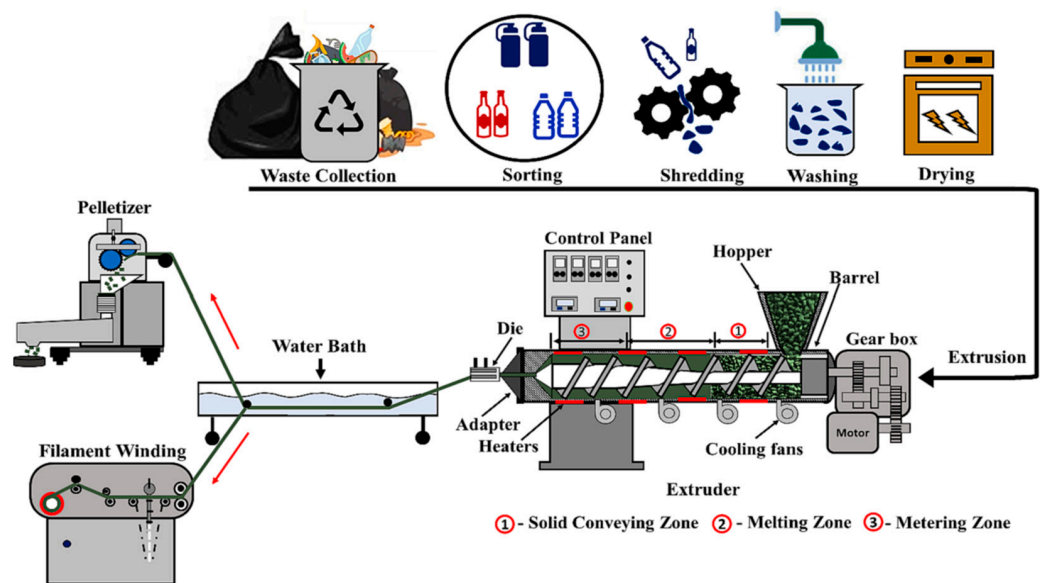 Waste Collection
Sorting
Shredding
Washing
Drying
Pelletizer
Control Panel
Hopper
Barrel
Gear box
Extrusion
③
②
①
Die
Water Bath
Adapter
Heaters
Cooling fans
Motor
Filament Winding
Extruder
① - Solid Conveying Zone ② - Melting Zone ③ - Metering Zone